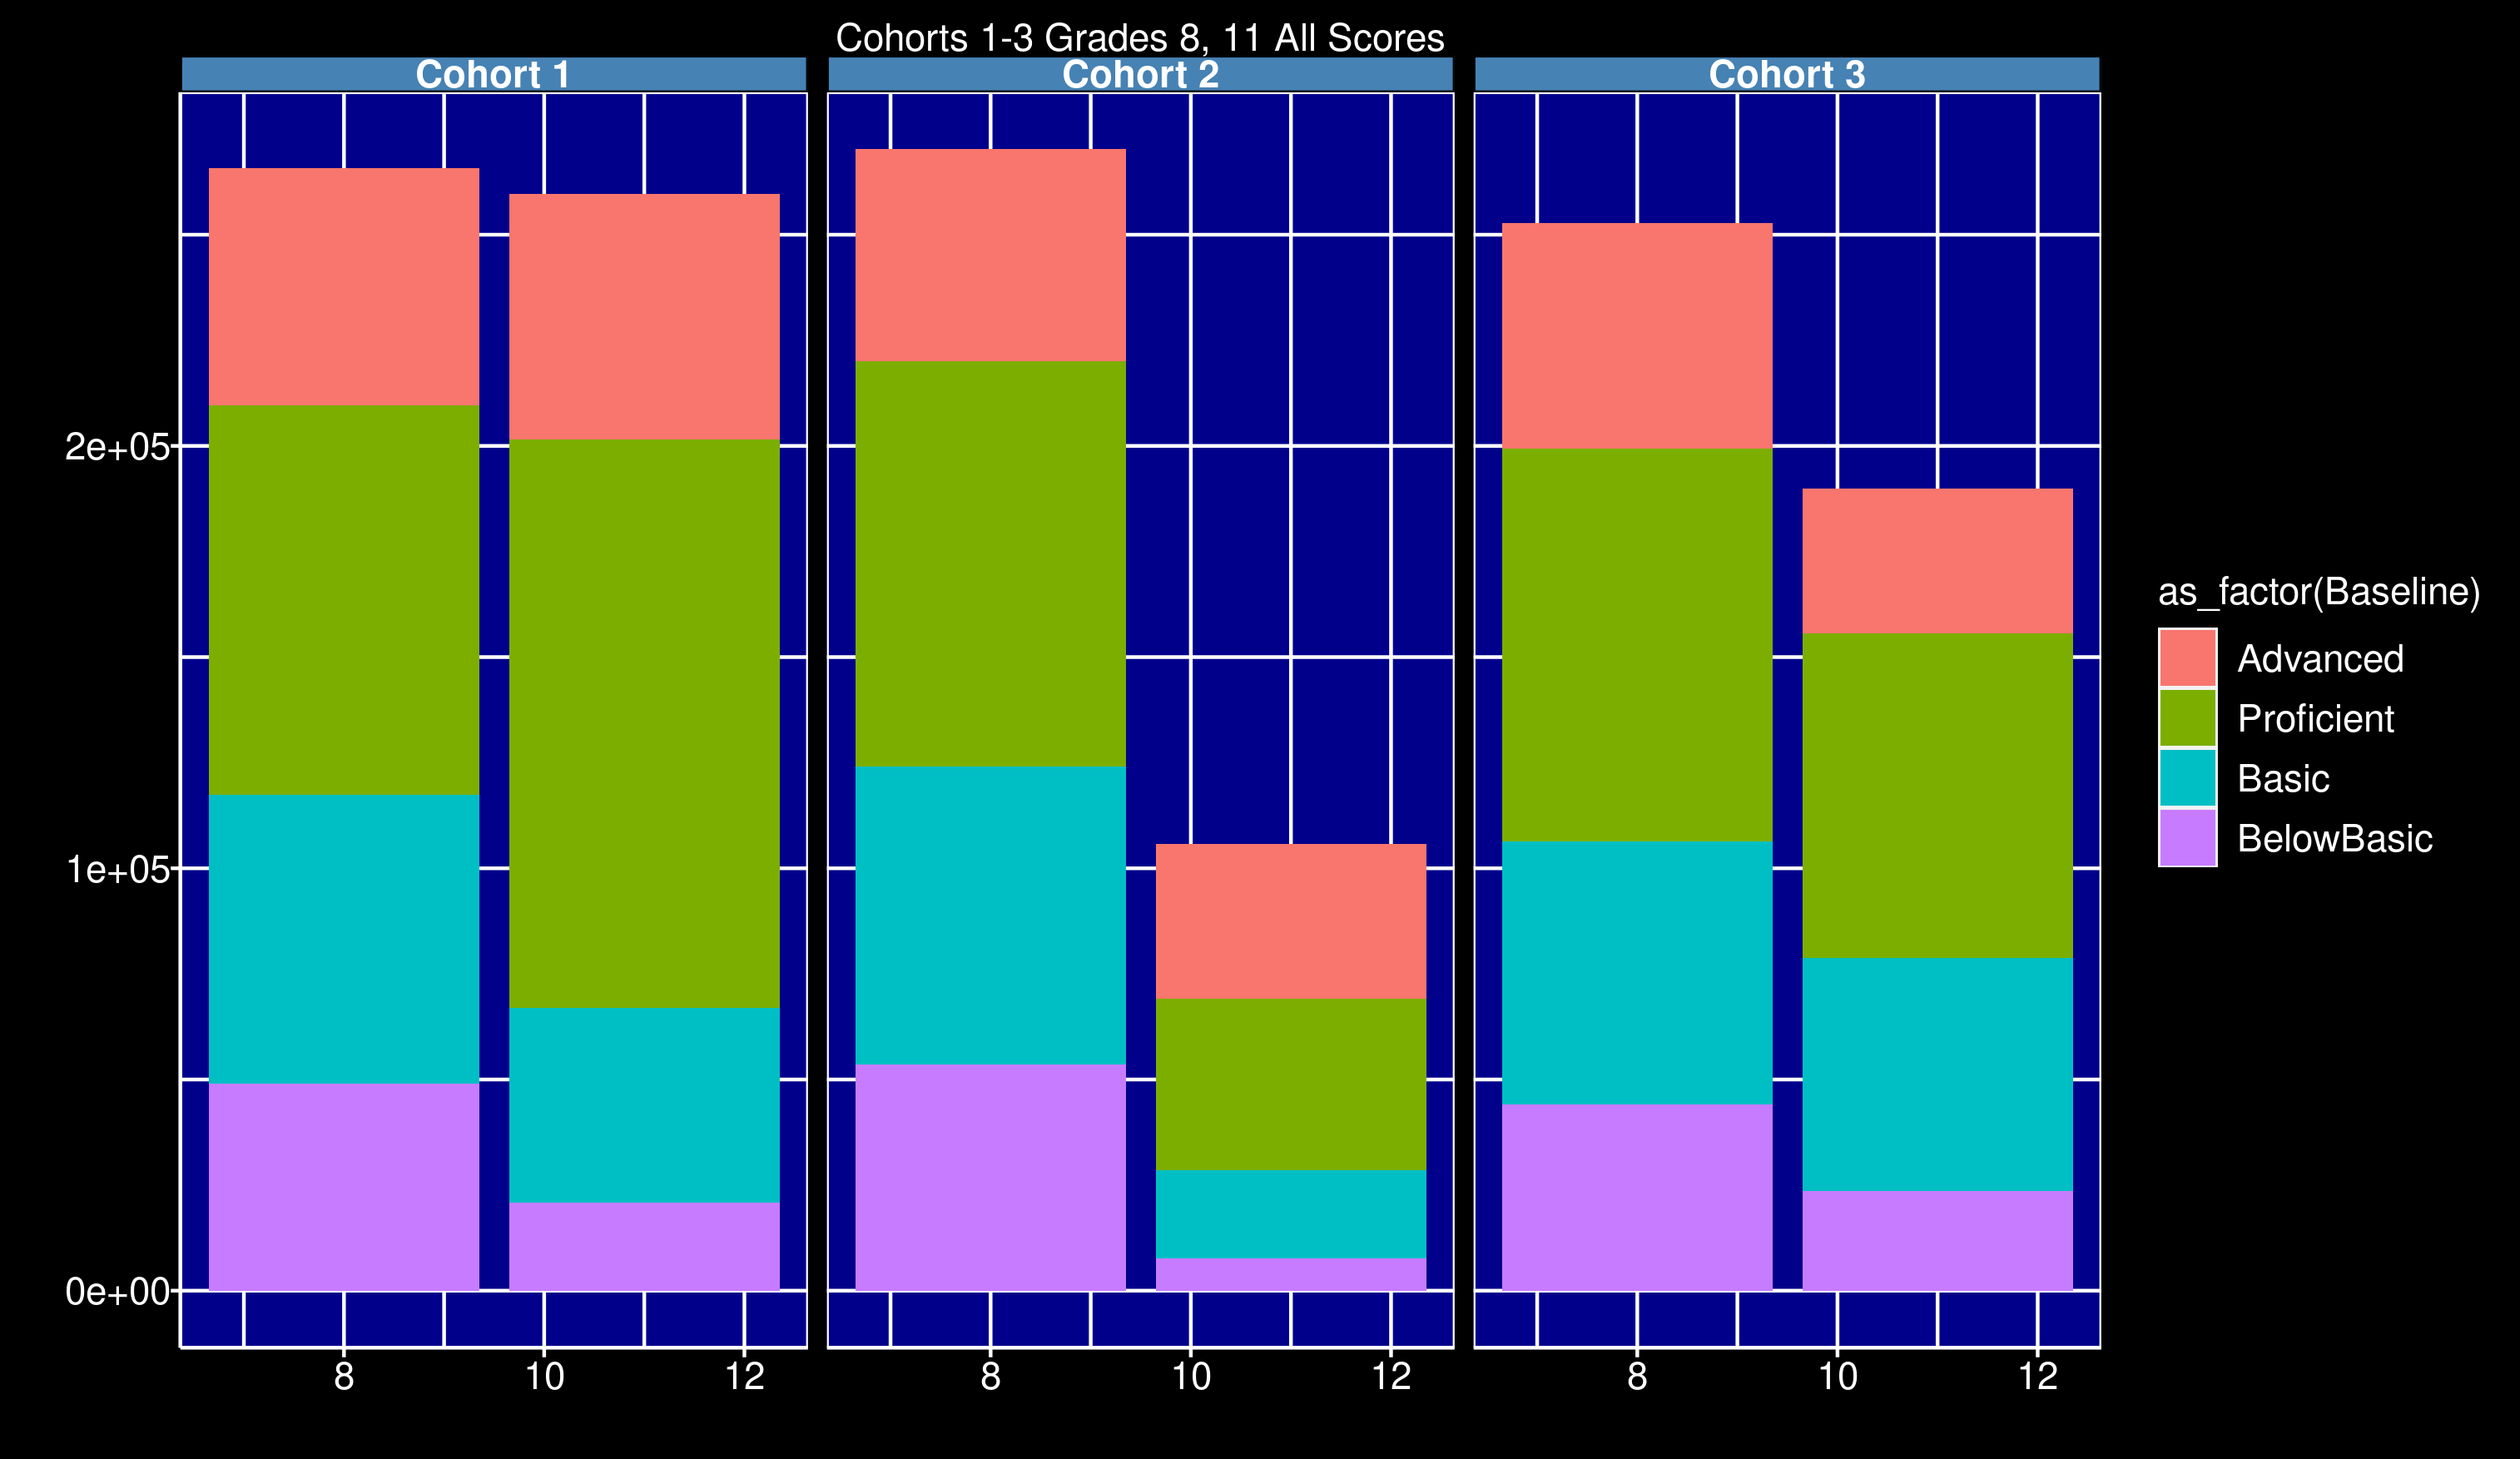 Cohorts 1-3 Grades 8, 11 All Scores
Cohort 1
Cohort 2
Cohort 3
2e+05
1e+05
0e+00
8 10 12
8 10 12
8 10 12
as_factor(Baseline)
Advanced
Proficient
Basic
BelowBasic